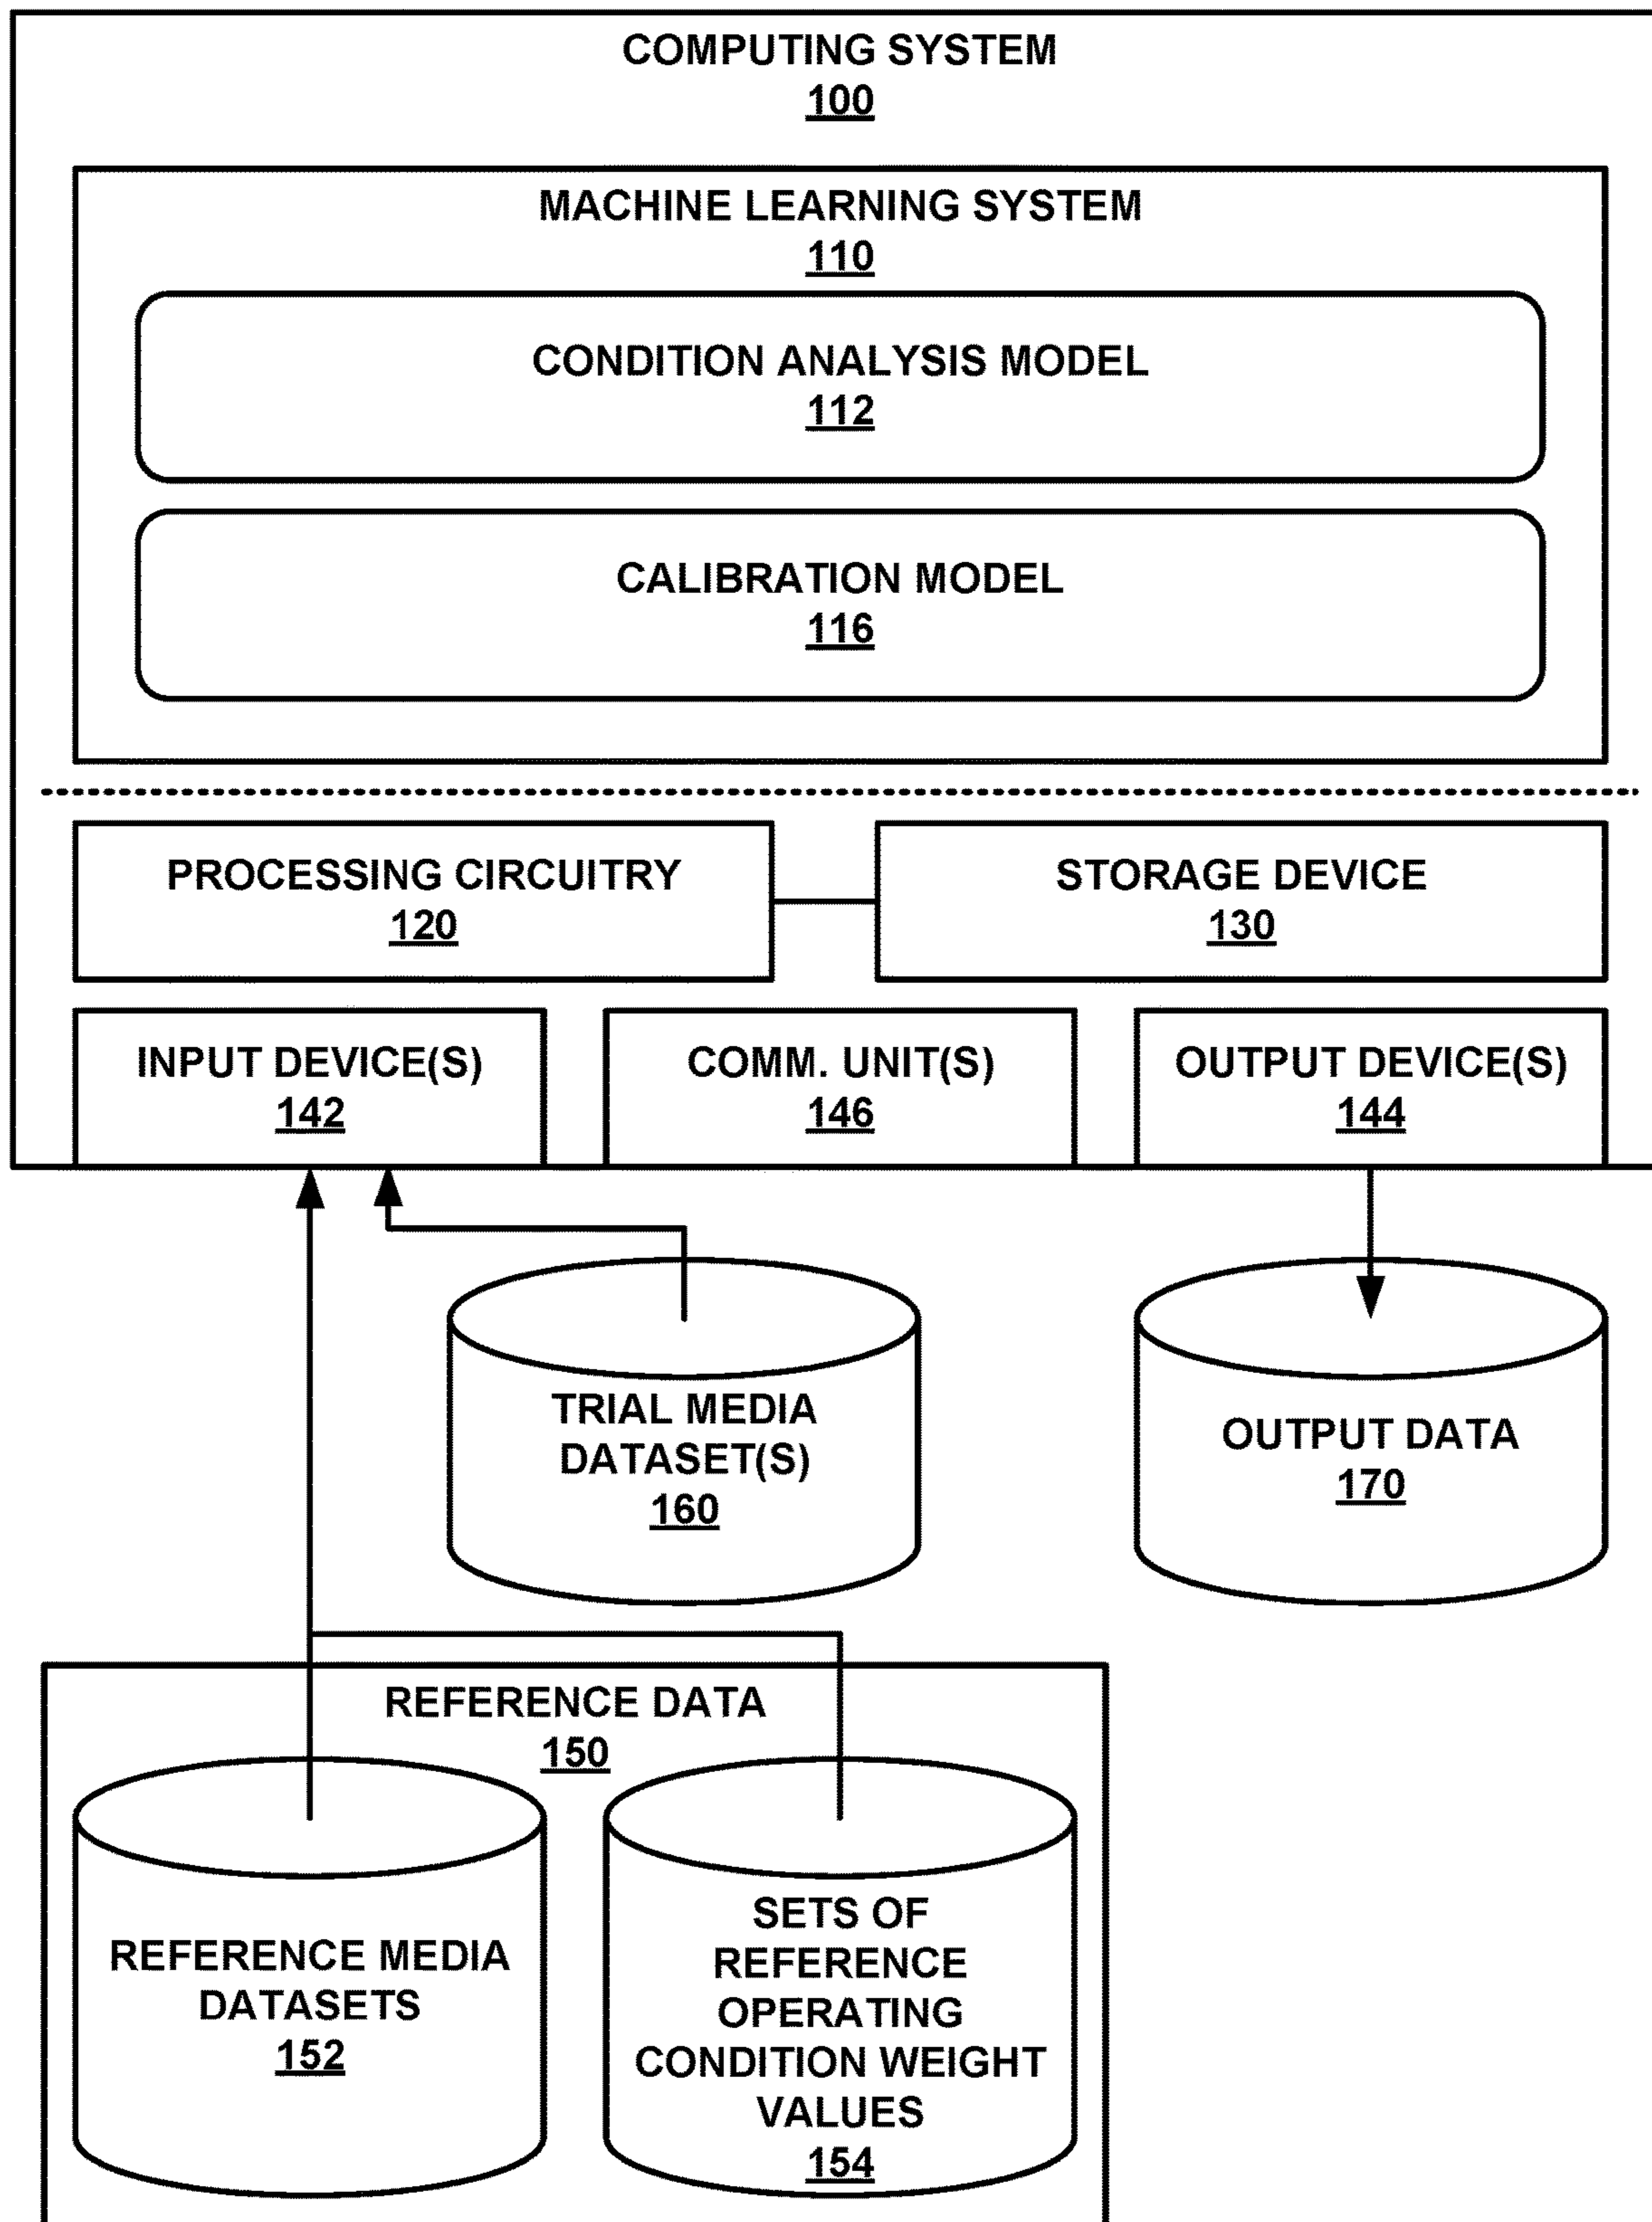 COMPUTING SYSTEM
100
MACHINE LEARNING SYSTEM
110
CONDITION ANALYSIS MODEL
112
CALIBRATION MODEL
116
PROCESSING CIRCUITRY
120
STORAGE DEVICE
130
INPUT DEVICE(S)
142
COMM. UNIT(S)
146
OUTPUT DEVICE(S)
144
TRIAL MEDIA
DATASET(S)
160
OUTPUT DATA
170
REFERENCE DATA
150
REFERENCE MEDIA
DATASETS
152
SETS OF
REFERENCE
OPERATING
CONDITION WEIGHT
VALUES
154